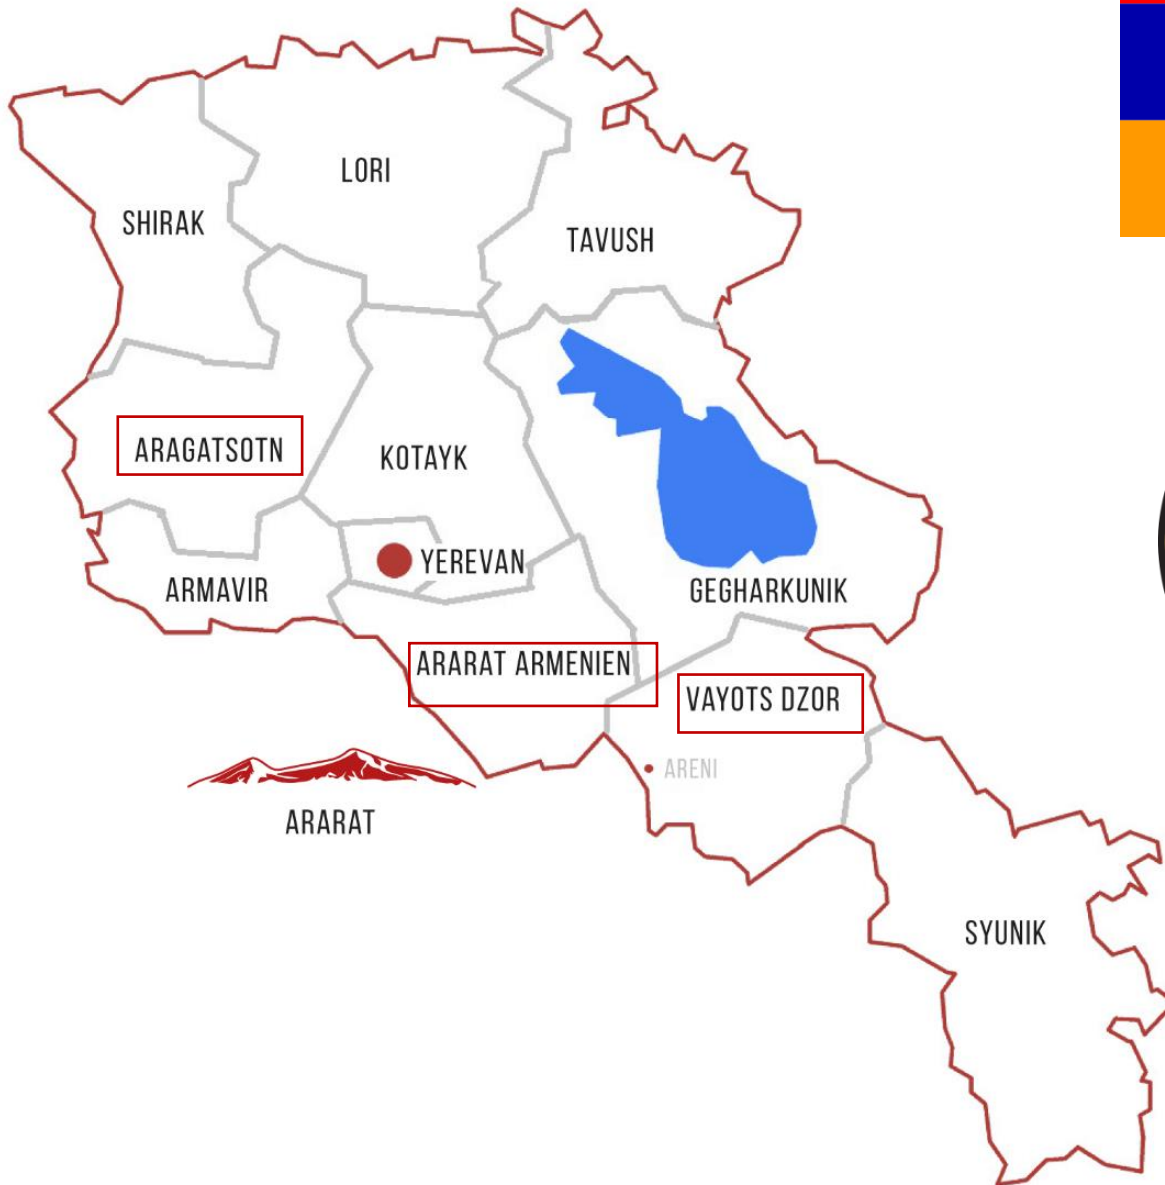 LORI
SHIRAK
TAVUSH
ARAGATSOTN
KOTAYK
YEREVAN
ARMAVIR
GEGHARKUNIK
ARARAT ARMENIEN
VAYOTS DZOR
ARENI
ARARAT
SYUNIK